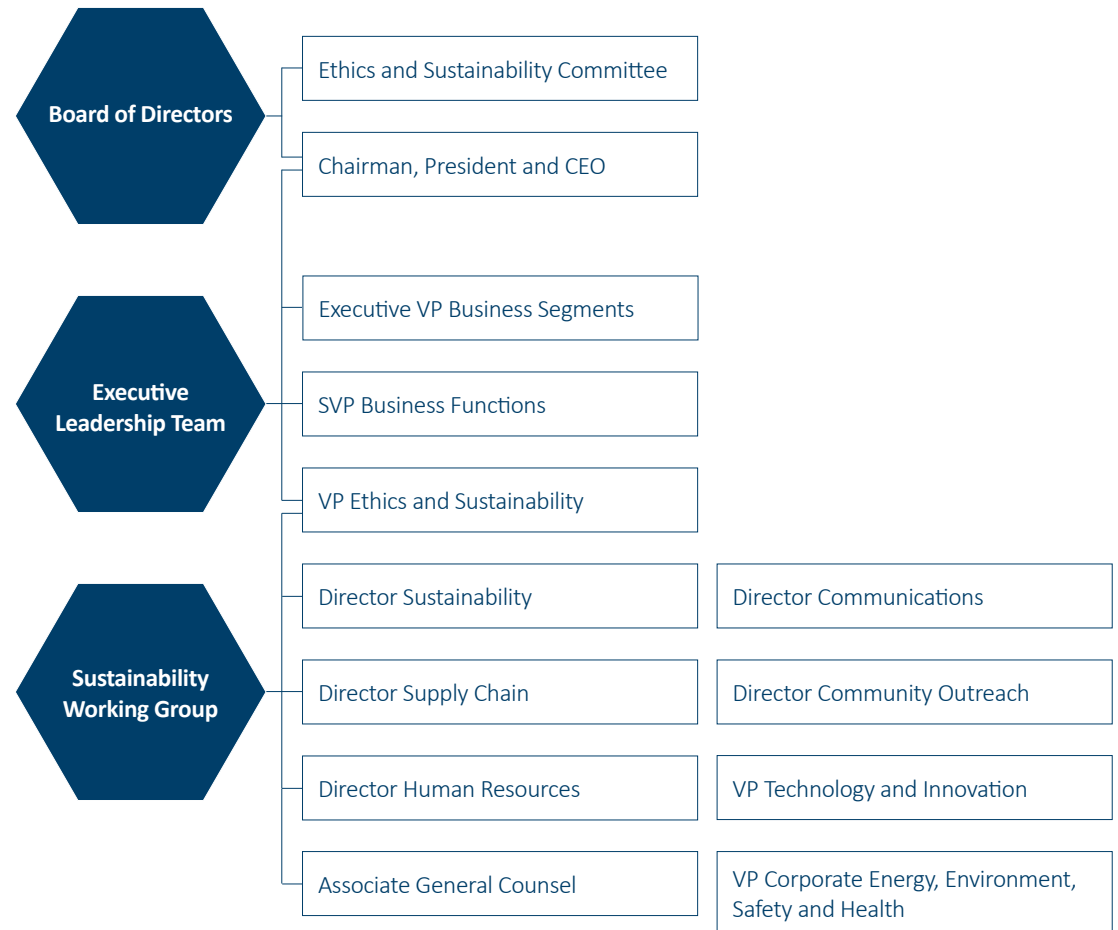 Board of Directors
Ethics and Sustainability Committee
Chairman, President and CEO
Executive
Leadership Team
Executive VP Business Segments
SVP Business Functions
VP Ethics and Sustainability
Sustainability
Working Group
Director Sustainability
Director Communications
Director Supply Chain
Director Community Outreach
Director Human Resources
VP Technology and Innovation
Associate General Counsel
VP Corporate Energy, Environment,
Safety and Health